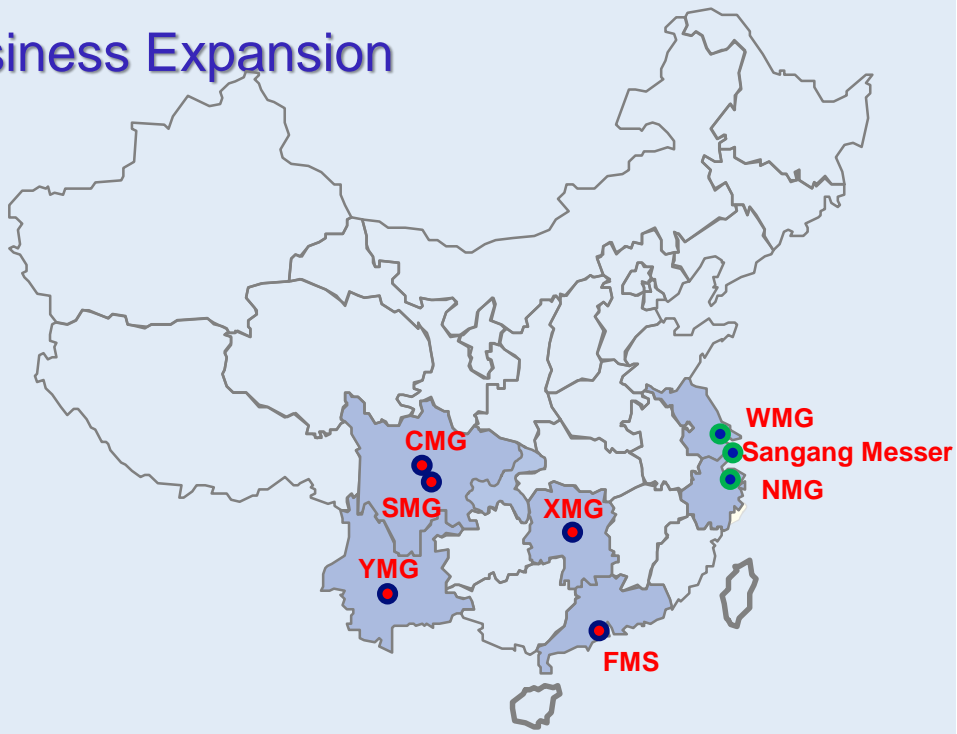 siness Expansion
WMG
CMG
Sangang Messer
SMG
NMG
XMG
YMG
FMS